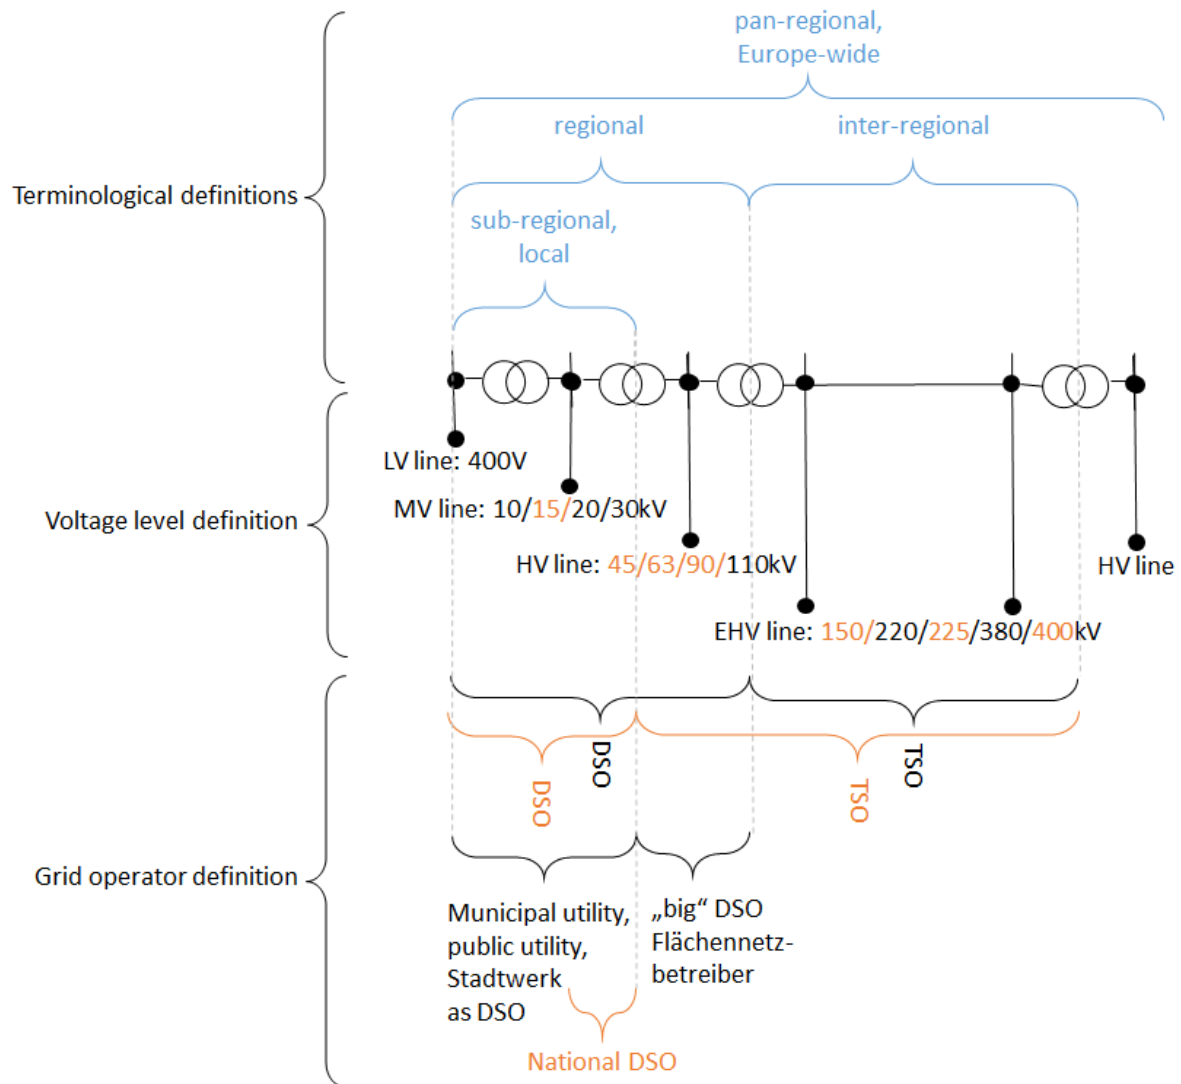 pan-regional,
Europe-wide
regional
inter-regional
Terminological definitions
sub-regional,
local
LV line: 400V
MV line: 10/15/20/30kV
Voltage level definition
HV line: 45/63/90/110kV
HV line
EHV line: 150/220/225/380/400kV
DSO
TSO
DSO
TSO
Grid operator definition
Municipal utility,
public utility,
Stadtwerk
as DSO
„big“ DSO
Flächennetz-
betreiber
National DSO